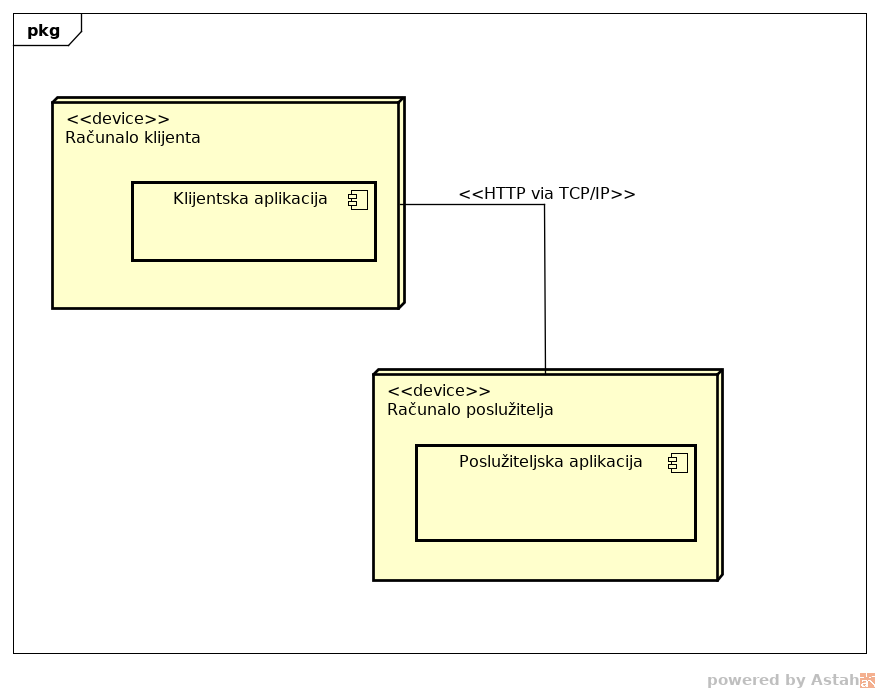 pkg
<<device>>
Računalo klijenta
Klijentska aplikacija
<<HTTP via TCP/IP>>
<<device>>
Računalo poslužitelja
Poslužiteljska aplikacija
powered by Astah